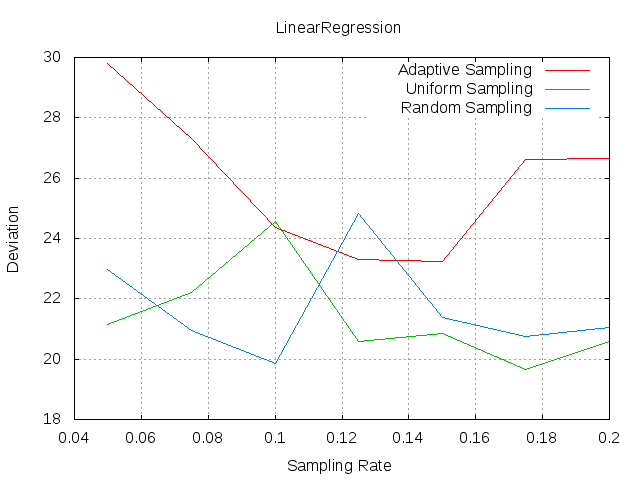 LinearRegression
Adaptive Sampling
Uniform Sampling
Random Sampling
30
28
26
24
22
20
18
Deviation
0.04 0.06 0.08 0.1 0.12 0.14 0.16 0.18 0.2
Sampling Rate